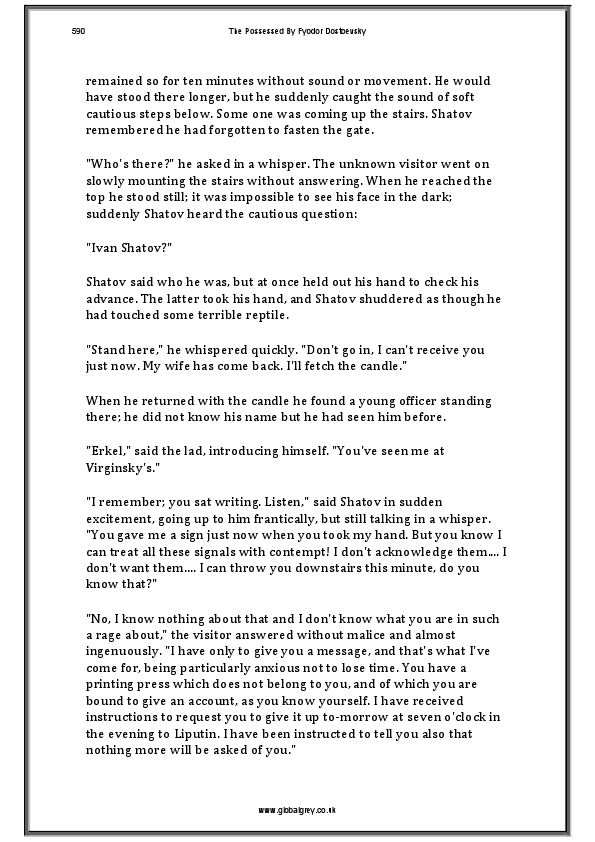 590 The Possessed By Fyodor Dostoevsky
remained so for ten minutes without sound or movement. He would
have stood there longer, but he suddenly caught the sound of soft
cautious steps below. Some one was coming up the stairs. Shatov
remembered he had forgotten to fasten the gate.
"Who's there?" he asked in a whisper. The unknown visitor went on
slowly mounting the stairs without answering. When he reached the
top he stood still; it was impossible to see his face in the dark;
suddenly Shatov heard the cautious question:
"Ivan Shatov?"
Shatov said who he was, but at once held out his hand to check his
advance. The latter took his hand, and Shatov shuddered as though he
had touched some terrible reptile.
"Stand here," he whispered quickly. "Don't go in, I can't receive you
just now. My wife has come back. I'll fetch the candle."
When he returned with the candle he found a young officer standing
there; he did not know his name but he had seen him before.
"Erkel," said the lad, introducing himself. "You've seen me at
Virginsky's."
"I remember; you sat writing. Listen," said Shatov in sudden
excitement, going up to him frantically, but still talking in a whisper.
"You gave me a sign just now when you took my hand. But you know I
can treat all these signals with contempt! I don't acknowledge them.... I
don't want them.... I can throw you downstairs this minute, do you
know that?"
"No, I know nothing about that and I don't know what you are in such
a rage about," the visitor answered without malice and almost
ingenuously. "I have only to give you a message, and that's what I've
come for, being particularly anxious not to lose time. You have a
printing press which does not belong to you, and of which you are
bound to give an account, as you know yourself. I have received
instructions to request you to give it up to-morrow at seven o'clock in
the evening to Liputin. I have been instructed to tell you also that
nothing more will be asked of you."
www.globalgrey.co.uk